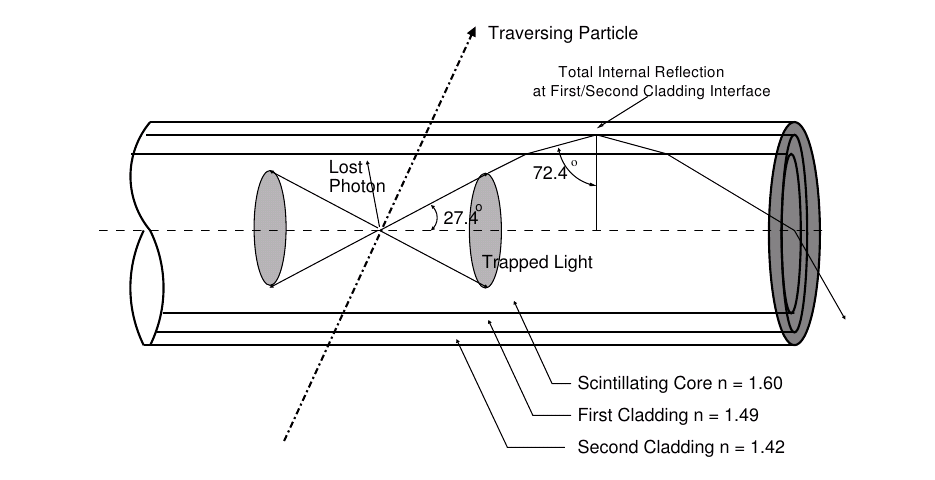 Traversing Particle
Total Internal Reflection
at First/Second Cladding Interface
Lost
Photon
72.4°
27.4°
Trapped Light
Scintillating Core n = 1.60
First Cladding n = 1.49
Second Cladding n = 1.42